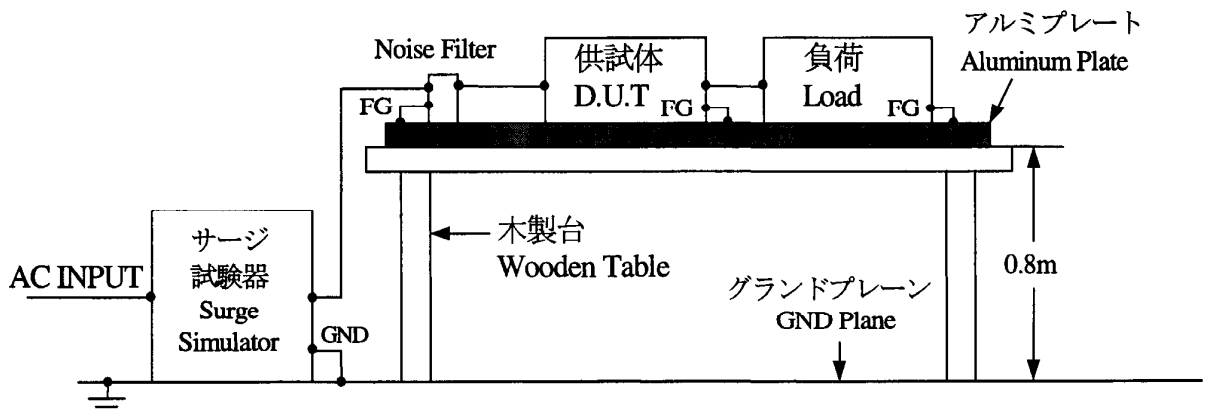 アルミプレート
Aluminum Plate
Noise Filter
供試体
D.U.T
負荷
Load
FG
FG
FG
サージ
試験器
Surge
Simulator
AC INPUT
GND
木製台
Wooden Table
グランドプレーン
GND Plane
0.8m